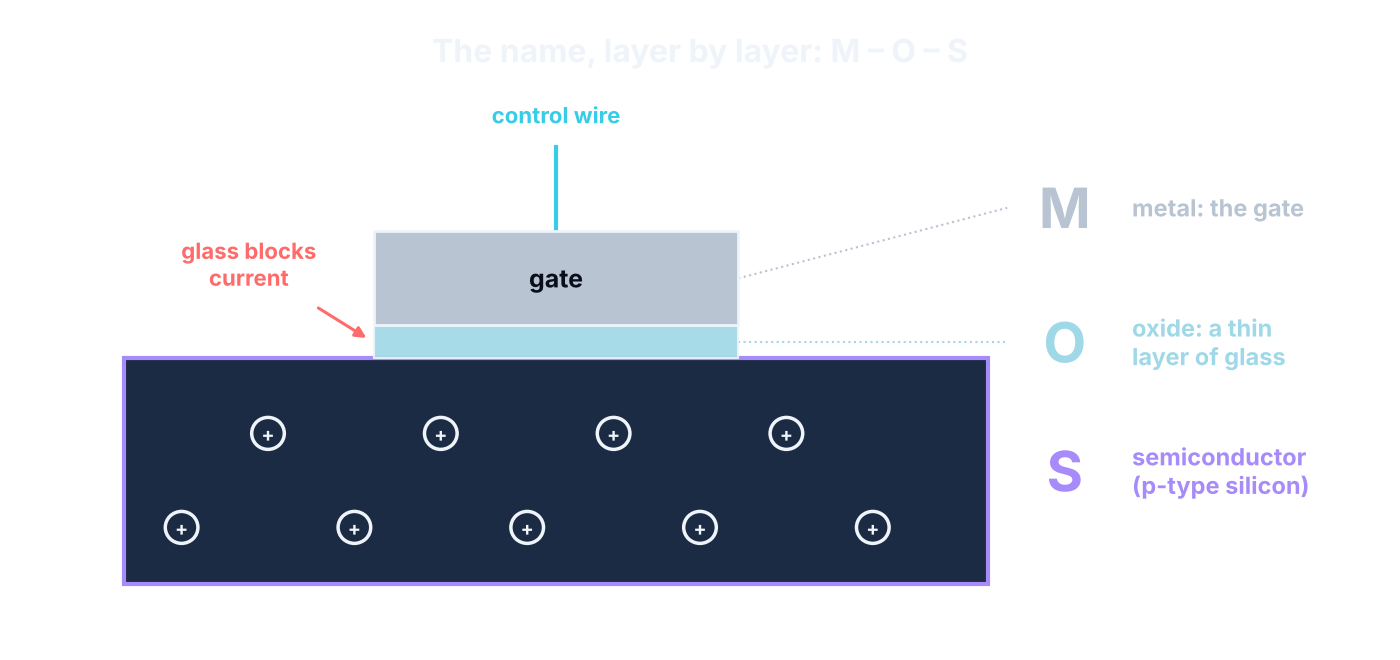 The name, layer by layer: M – O – S
control wire
glass blocks
current
gate
M
metal: the gate
O
oxide: a thin
layer of glass
S
semiconductor
(p-type silicon)
+ + + +
+ + + + +